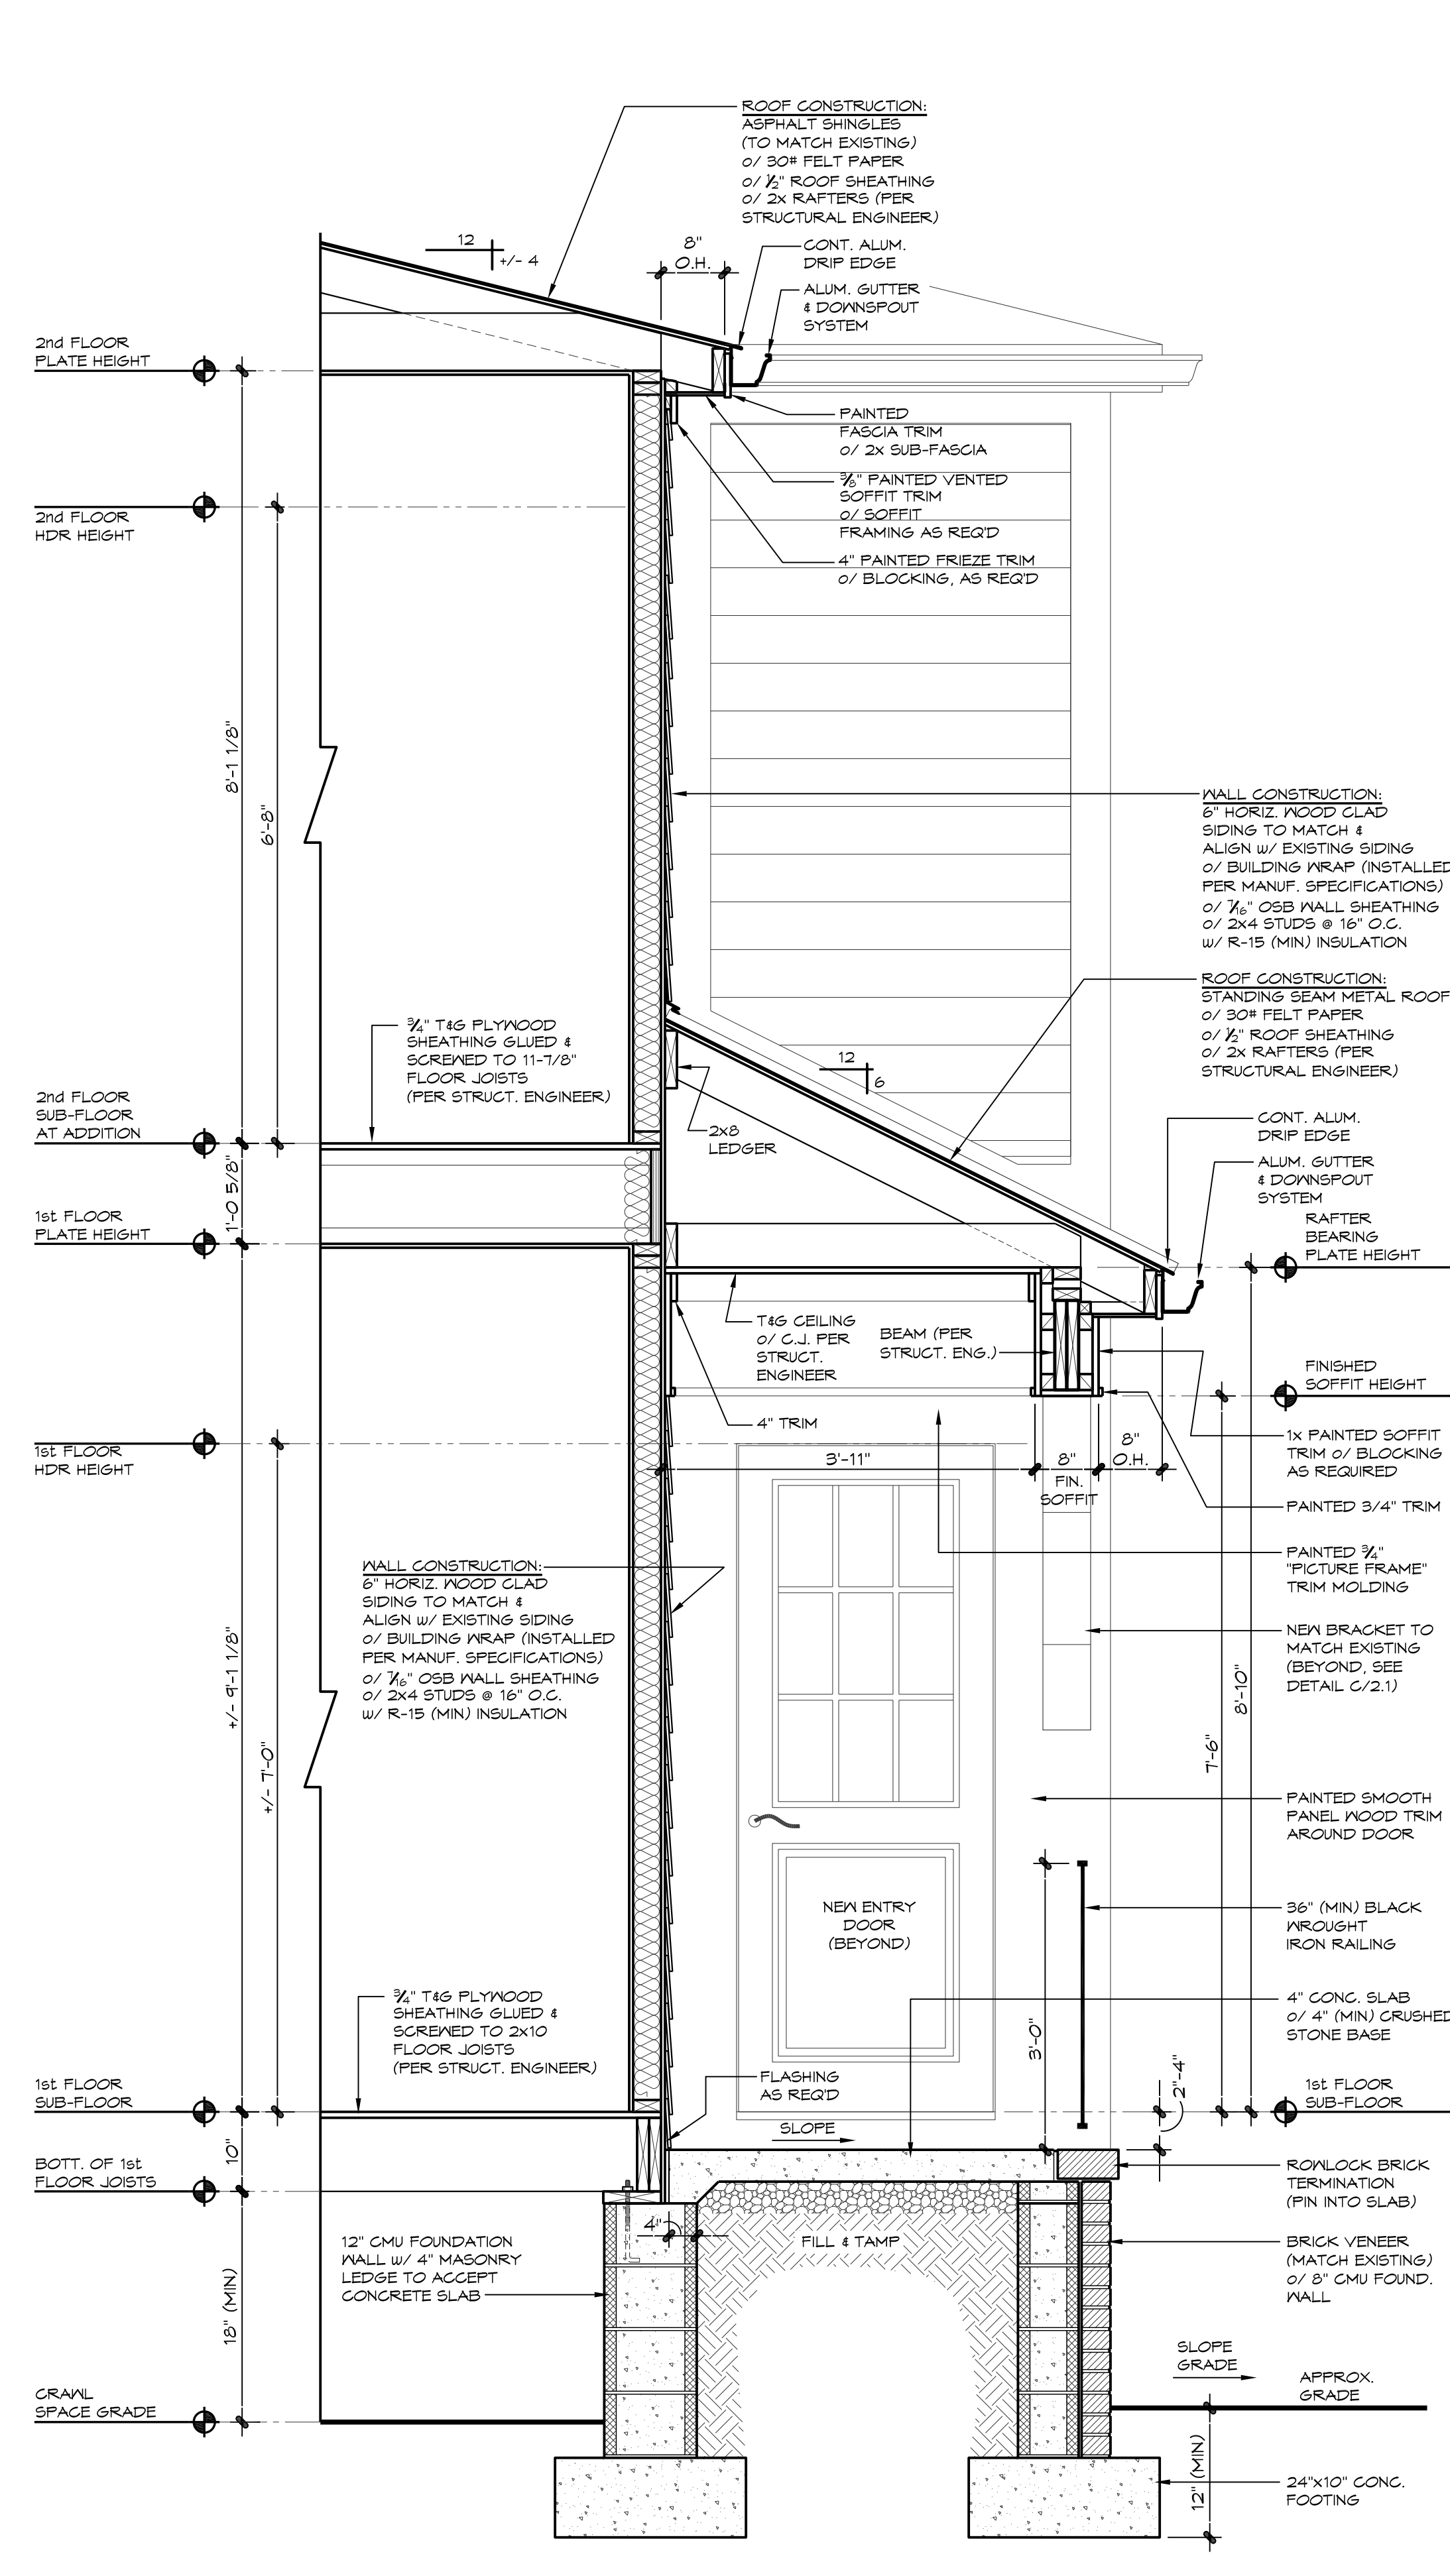 ROOF CONSTRUCTION:
ASPHALT SHINGLES
(TO MATCH EXISTING)
o/ 30# FELT PAPER
o/ ½" ROOF SHEATHING
o/ 2x RAFTERS (PER
STRUCTURAL ENGINEER)
12
+/- 4
8"
O.H.
CONT. ALUM.
DRIP EDGE
ALUM. GUTTER
& DOWNSPOUT
SYSTEM
2nd FLOOR
PLATE HEIGHT
PAINTED
FASCIA TRIM
o/ 2x SUB-FASCIA
⅜" PAINTED VENTED
SOFFIT TRIM
o/ SOFFIT
FRAMING AS REQ'D
4" PAINTED FRIEZE TRIM
o/ BLOCKING, AS REQ'D
2nd FLOOR
HDR HEIGHT
8'-1 1/8"
6'-8"
WALL CONSTRUCTION:
6" HORIZ. WOOD CLAD
SIDING TO MATCH &
ALIGN w/ EXISTING SIDING
o/ BUILDING WRAP (INSTALLED
PER MANUF. SPECIFICATIONS)
o/ 7/16" OSB WALL SHEATHING
o/ 2x4 STUDS @ 16" O.C.
w/ R-15 (MIN) INSULATION
ROOF CONSTRUCTION:
STANDING SEAM METAL ROOF
o/ 30# FELT PAPER
o/ ½" ROOF SHEATHING
o/ 2x RAFTERS (PER
STRUCTURAL ENGINEER)
¾" T&G PLYWOOD
SHEATHING GLUED &
SCREWED TO 11-7/8"
FLOOR JOISTS
(PER STRUCT. ENGINEER)
12
6
2x8
LEDGER
2nd FLOOR
SUB-FLOOR
AT ADDITION
1'-0 5/8"
1st FLOOR
PLATE HEIGHT
CONT. ALUM.
DRIP EDGE
ALUM. GUTTER
& DOWNSPOUT
SYSTEM
RAFTER
BEARING
PLATE HEIGHT
T&G CEILING
o/ C.J. PER
STRUCT.
ENGINEER
BEAM (PER
STRUCT. ENG.)
FINISHED
SOFFIT HEIGHT
4" TRIM
1st FLOOR
HDR HEIGHT
3'-11"
8"
FIN.
SOFFIT
8"
O.H.
1x PAINTED SOFFIT
TRIM o/ BLOCKING
AS REQUIRED
PAINTED 3/4" TRIM
PAINTED ¾"
"PICTURE FRAME"
TRIM MOLDING
NEW BRACKET TO
MATCH EXISTING
(BEYOND, SEE
DETAIL C/2.1)
WALL CONSTRUCTION:
6" HORIZ. WOOD CLAD
SIDING TO MATCH &
ALIGN w/ EXISTING SIDING
o/ BUILDING WRAP (INSTALLED
PER MANUF. SPECIFICATIONS)
o/ 7/16" OSB WALL SHEATHING
o/ 2x4 STUDS @ 16" O.C.
w/ R-15 (MIN) INSULATION
+/- 9'-1 1/8"
+/- 7'-0"
7'-6"
8'-10"
PAINTED SMOOTH
PANEL WOOD TRIM
AROUND DOOR
NEW ENTRY
DOOR
(BEYOND)
36" (MIN) BLACK
WROUGHT
IRON RAILING
3'-0"
4" CONC. SLAB
o/ 4" (MIN) CRUSHED
STONE BASE
¾" T&G PLYWOOD
SHEATHING GLUED &
SCREWED TO 2x10
FLOOR JOISTS
(PER STRUCT. ENGINEER)
FLASHING
AS REQ'D
2"-4"
1st FLOOR
SUB-FLOOR
1st FLOOR
SUB-FLOOR
SLOPE
10"
BOTT. OF 1st
FLOOR JOISTS
ROWLOCK BRICK
TERMINATION
(PIN INTO SLAB)
12" CMU FOUNDATION
WALL w/ 4" MASONRY
LEDGE TO ACCEPT
CONCRETE SLAB
4"
FILL & TAMP
BRICK VENEER
(MATCH EXISTING)
o/ 8" CMU FOUND.
WALL
18" (MIN)
SLOPE
GRADE
APPROX.
GRADE
CRAWL
SPACE GRADE
12" (MIN)
24"x10" CONC.
FOOTING